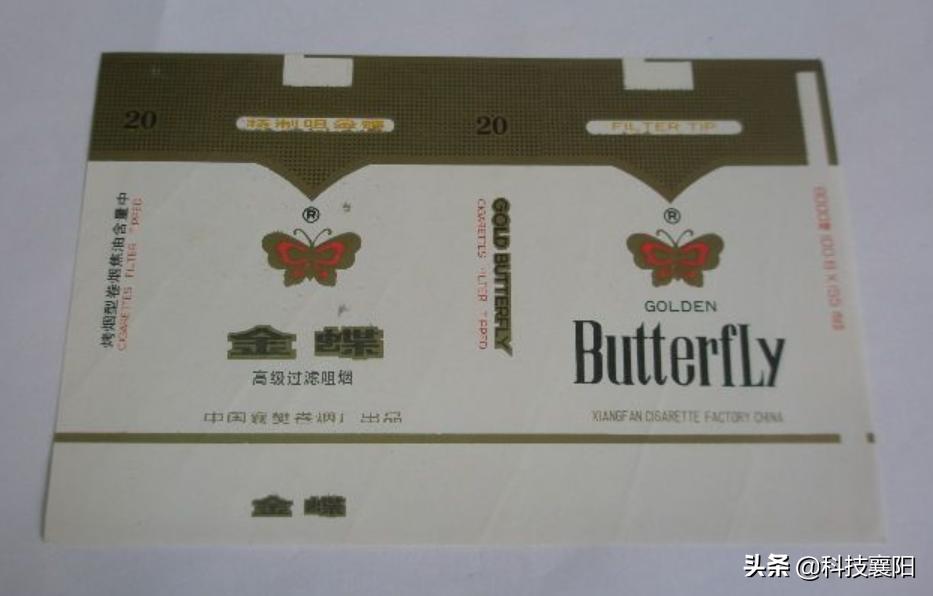 20
特制咀金蝶
20
FILTER TIP
®
®
烤烟型卷烟焦油含量中
CIGARETTES FILTER TIPPED
GOLD BUTTERFLY
CIGARETTES FILTER TIPPED
金蝶
高级过滤咀烟
中国襄樊卷烟厂出品
GOLDEN
Butterfly
XIANGFAN CIGARETTE FACTORY CHINA
金蝶
头条 @科技襄阳